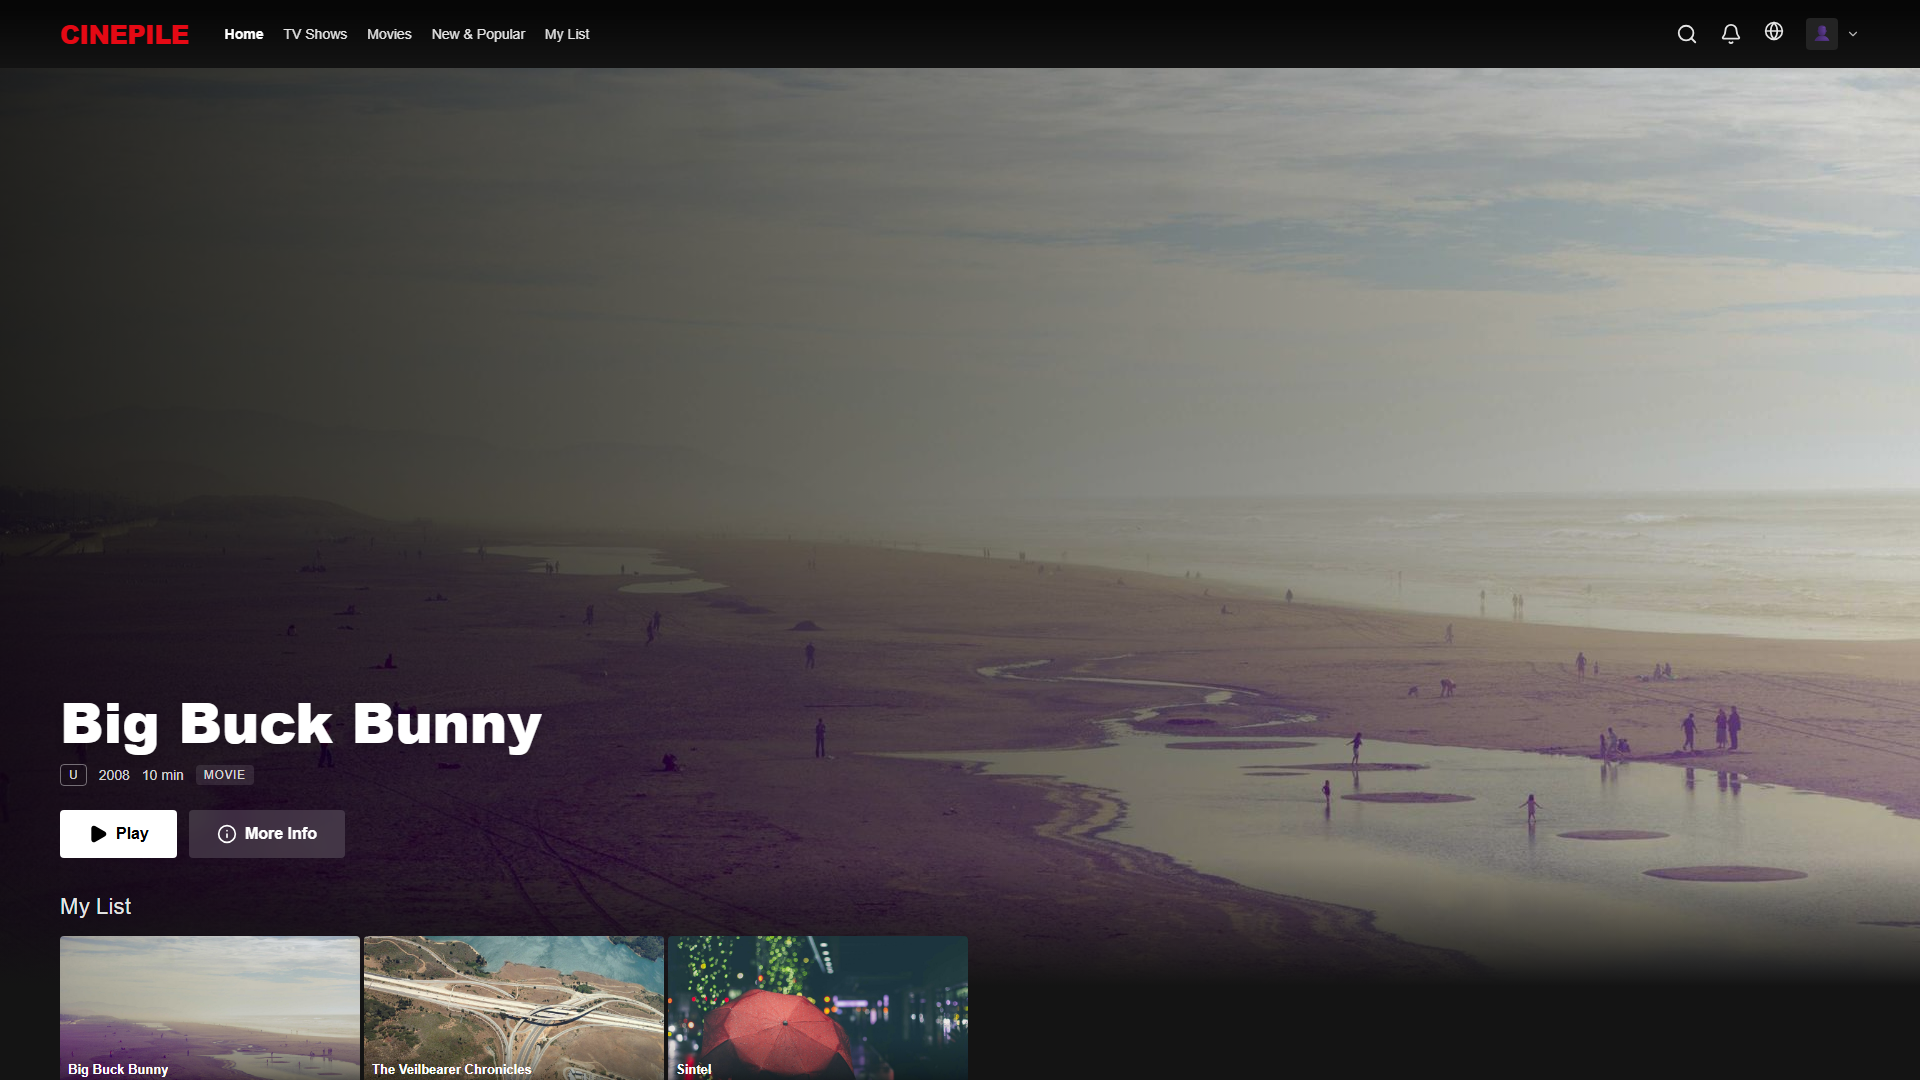 CINEPILE
Home TV Shows Movies New & Popular My List
Big Buck Bunny
U 2008 10 min MOVIE
Play More Info
My List
Big Buck Bunny The Veilbearer Chronicles Sintel